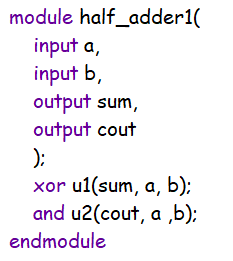 module half_adder1(
input a,
input b,
output sum,
output cout
);
xor u1(sum, a, b);
and u2(cout, a ,b);
endmodule